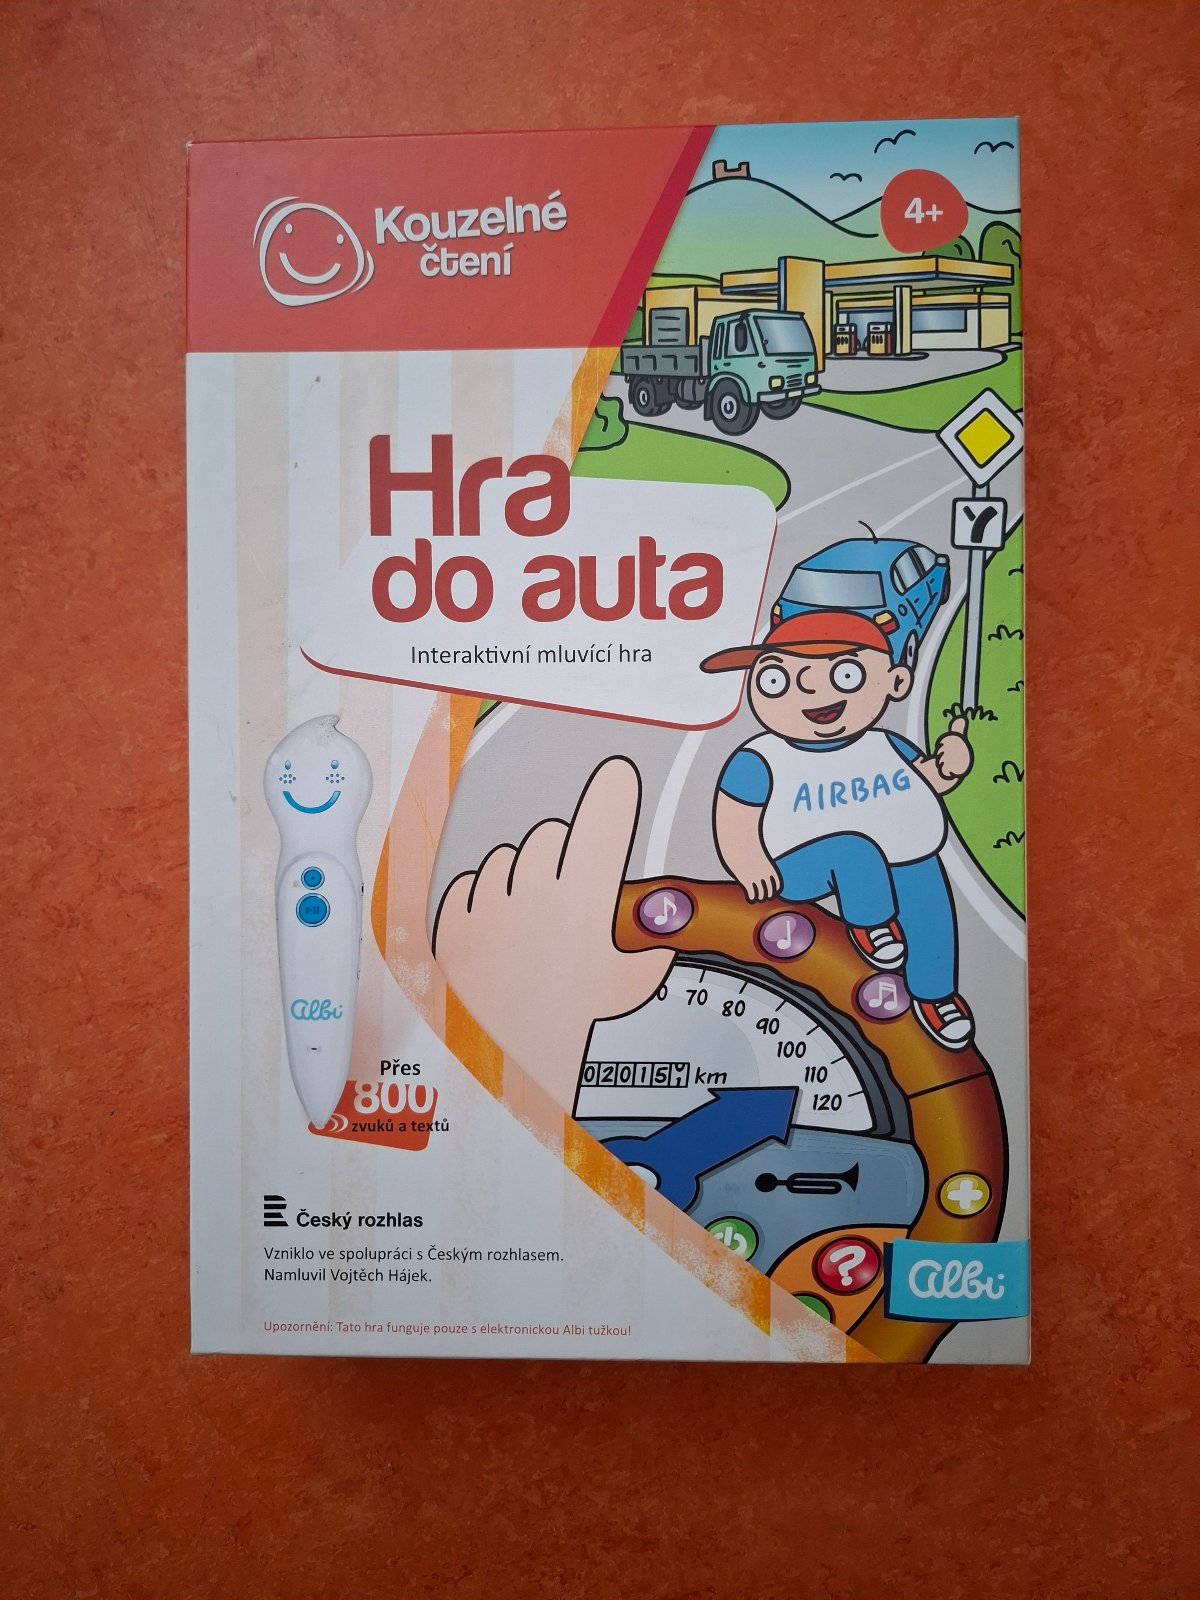 Kouzelné
čtení
4+
Hra
do auta
Interaktivní mluvící hra
AIRBAG
70
80
90
100
110
120
km
albi
Přes
800
zvuků a textů
Český rozhlas
Vzniklo ve spolupráci s Českým rozhlasem.
Namluvil Vojtěch Hájek.
?
albi
Upozornění: Tato hra funguje pouze s elektronickou Albi tužkou!